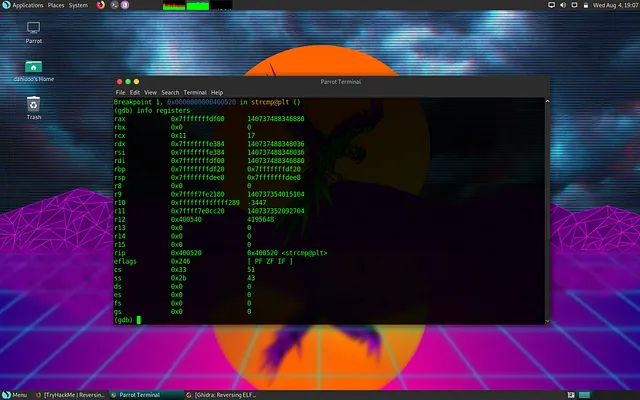 Applications Places System
Wed Aug 4, 19:07
Parrot
Home
Trash
Parrot Terminal
File Edit View Search Terminal Help
Breakpoint 1, 0x0000000000400520 in strcmp@plt ()
(gdb) info registers
rax 0x7fffffffdf00 140737488346880
rbx 0x0 0
rcx 0x11 17
rdx 0x7fffffffe384 140737488348036
rsi 0x7fffffffe384 140737488348036
rdi 0x7fffffffdf00 140737488346880
rbp 0x7fffffffdf20 0x7fffffffdf20
rsp 0x7fffffffdee8 0x7fffffffdee8
r8 0x0 0
r9 0x7ffff7fe2180 140737354015104
r10 0xfffffffffffff289 -3447
r11 0x7ffff7e0cc20 140737352092704
r12 0x400540 4195648
r13 0x0 0
r14 0x0 0
r15 0x0 0
rip 0x400520 0x400520 <strcmp@plt>
eflags 0x246 [ PF ZF IF ]
cs 0x33 51
ss 0x2b 43
ds 0x0 0
es 0x0 0
fs 0x0 0
gs 0x0 0
(gdb)
Menu [TryHackMe | Reversin... Parrot Terminal [Ghidra: Reversing ELF...